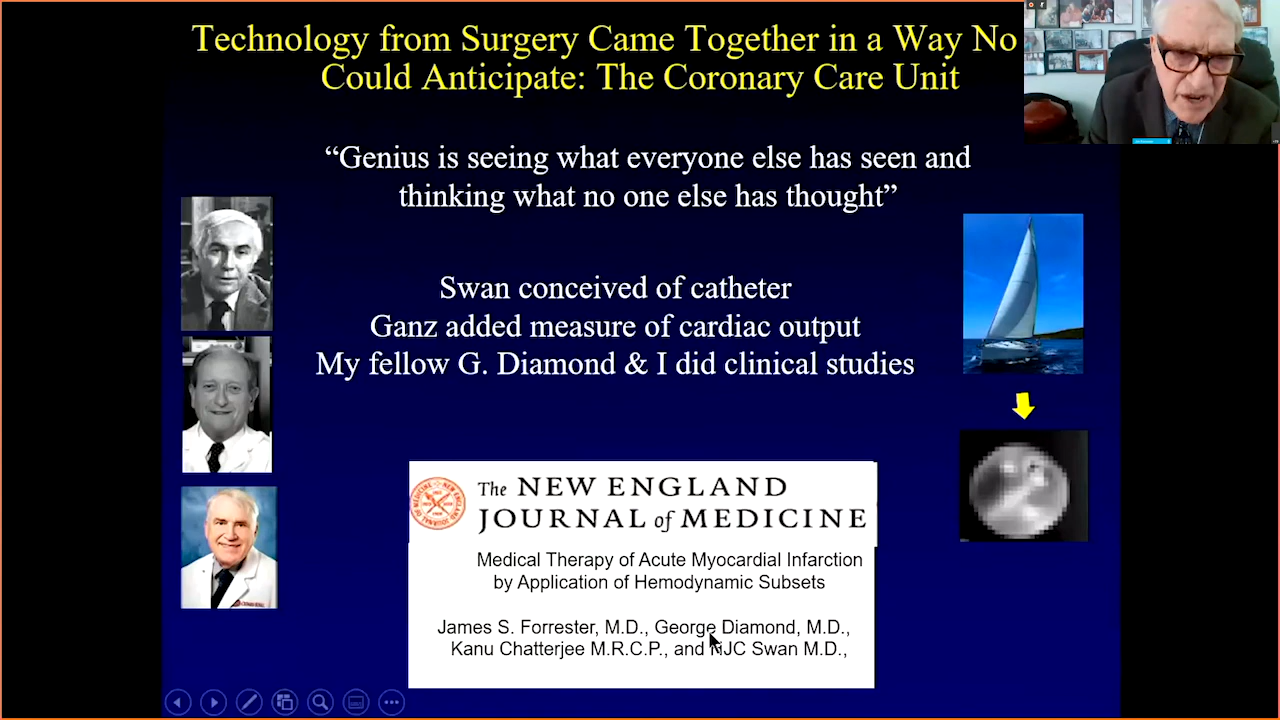 Technology from Surgery Came Together in a Way No
Could Anticipate: The Coronary Care Unit
“Genius is seeing what everyone else has seen and
thinking what no one else has thought”
Swan conceived of catheter
Ganz added measure of cardiac output
My fellow G. Diamond & I did clinical studies
The NEW ENGLAND
JOURNAL of MEDICINE
Medical Therapy of Acute Myocardial Infarction
by Application of Hemodynamic Subsets
James S. Forrester, M.D., George Diamond, M.D.,
Kanu Chatterjee M.R.C.P., and HJC Swan M.D.,